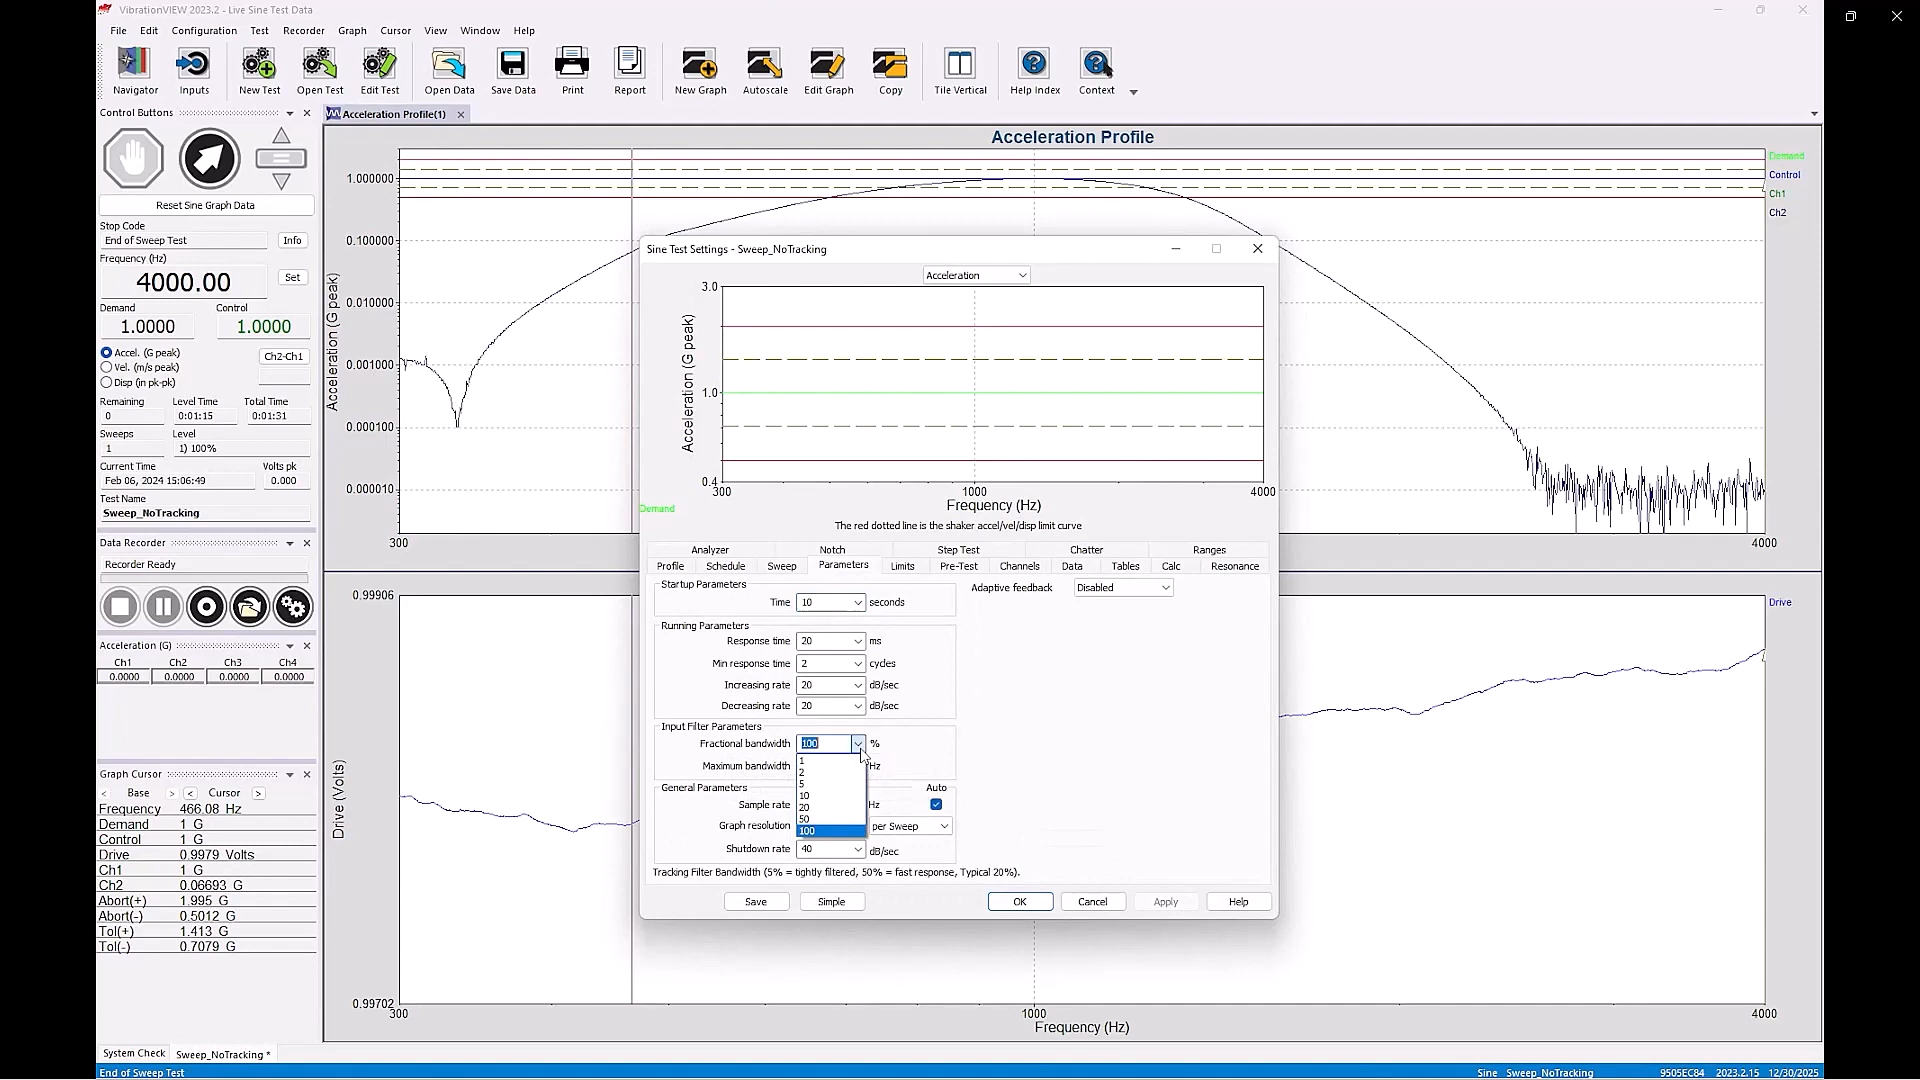 VibrationVIEW 2023.2 - Live Sine Test Data
File Edit Configuration Test Recorder Graph Cursor View Window Help
Navigator Inputs New Test Open Test Edit Test Open Data Save Data Print Report New Graph Autoscale Edit Graph Copy Tile Vertical Help Index Context
Control Buttons
Acceleration Profile(1)
Reset Sine Graph Data
Stop Code
End of Sweep Test Info
Frequency (Hz)
4000.00 Set
Demand Control
1.0000 1.0000
Accel. (G peak) Ch2-Ch1
Vel. (m/s peak)
Disp (in pk-pk)
Remaining Level Time Total Time
0 0:01:15 0:01:31
Sweeps Level
1 1) 100%
Current Time Volts pk
Feb 06, 2024 15:06:49 0.000
Test Name
Sweep_NoTracking
Data Recorder
Recorder Ready
Acceleration (G)
Ch1 Ch2 Ch3 Ch4
0.0000 0.0000 0.0000 0.0000
Graph Cursor
< Base > < Cursor >
Frequency 466.08 Hz
Demand 1 G
Control 1 G
Drive 0.9979 Volts
Ch1 1 G
Ch2 0.06693 G
Abort(+) 1.995 G
Abort(-) 0.5012 G
Tol(+) 1.413 G
Tol(-) 0.7079 G
System Check Sweep_NoTracking *
Acceleration Profile
Demand
Control
Ch1
Ch2
Acceleration (G peak)
1.000000
0.100000
0.010000
0.001000
0.000100
0.000010
300 4000
Drive
Drive (Volts)
0.99906
0.99702
300 1000 4000
Frequency (Hz)
Sine Test Settings - Sweep_NoTracking
Acceleration
Acceleration (G peak)
3.0
1.0
0.4
300 1000 4000
Frequency (Hz)
Demand
The red dotted line is the shaker accel/vel/disp limit curve
Analyzer Notch Step Test Chatter Ranges
Profile Schedule Sweep Parameters Limits Pre-Test Channels Data Tables Calc Resonance
Startup Parameters
Time 10 seconds
Adaptive feedback Disabled
Running Parameters
Response time 20 ms
Min response time 2 cycles
Increasing rate 20 dB/sec
Decreasing rate 20 dB/sec
Input Filter Parameters
Fractional bandwidth 100 %
Maximum bandwidth Hz
1
2
5
10
20
50
100
General Parameters Auto
Sample rate Hz
Graph resolution per Sweep
Shutdown rate 40 dB/sec
Tracking Filter Bandwidth (5% = tightly filtered, 50% = fast response, Typical 20%).
Save Simple OK Cancel Apply Help
End of Sweep Test Sine Sweep_NoTracking 9505EC84 2023.2.15 12/30/2025